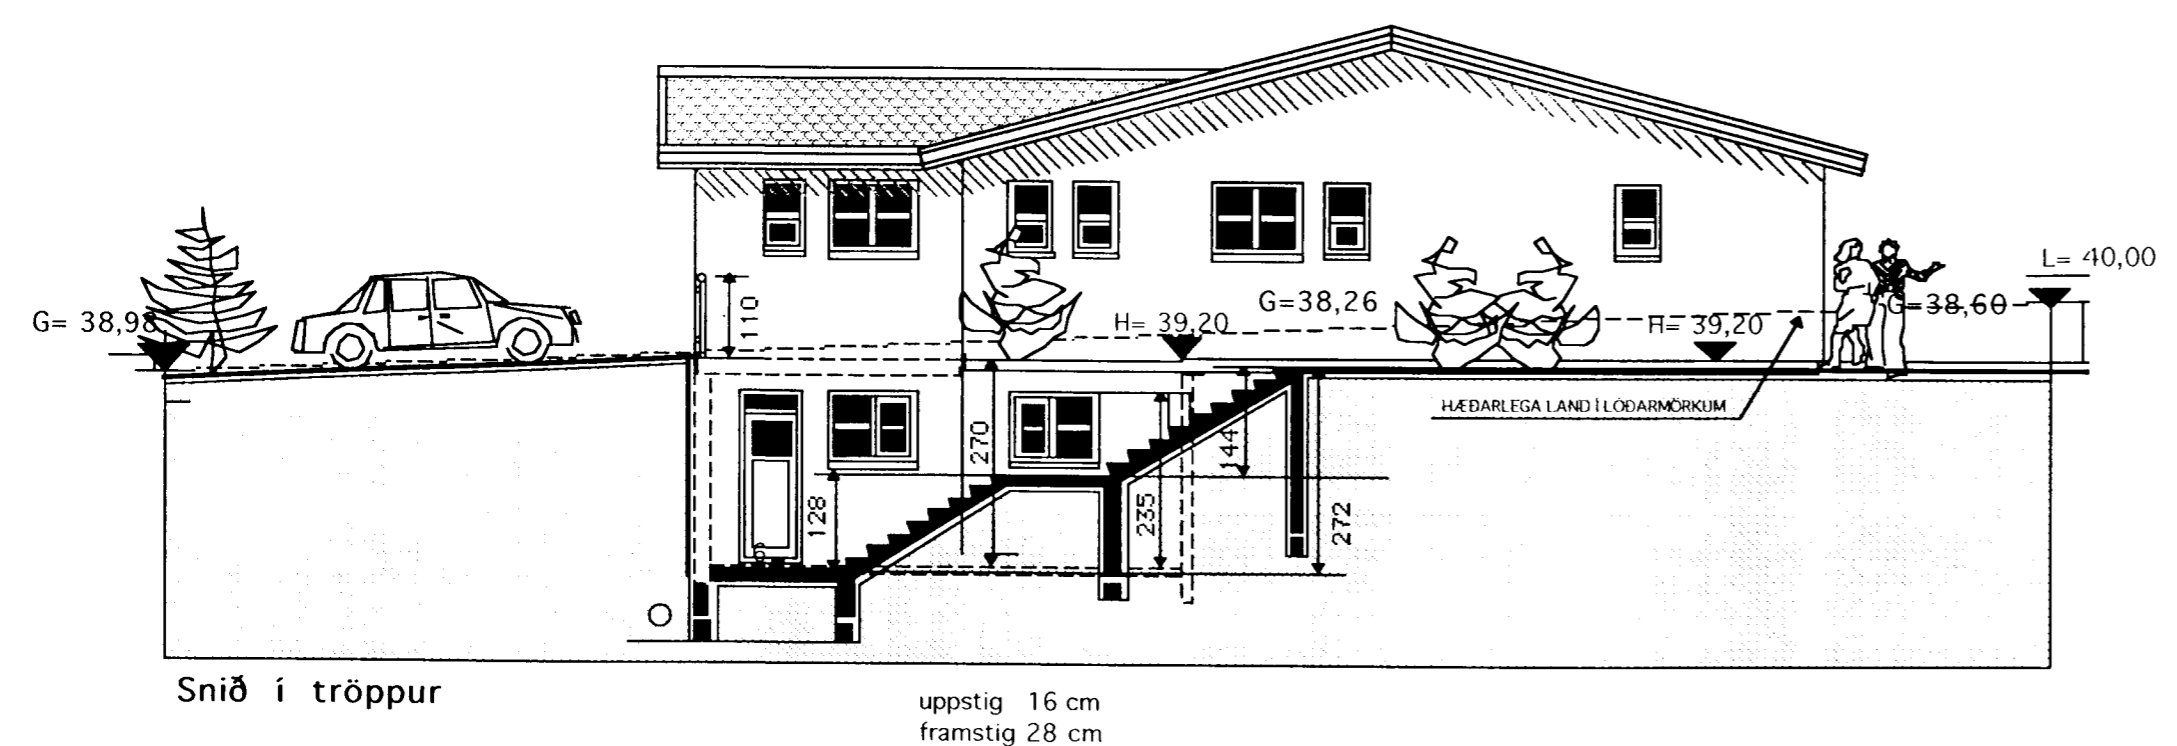 L= 40,00
G= 38,98
110
H= 39,20
G=38,26
H= 39,20
G=38,60
HÆÐARLEGA LAND Í LÓÐARMÖRKUM
270
144
128
235
272
Snið í tröppur
uppstig 16 cm
framstig 28 cm